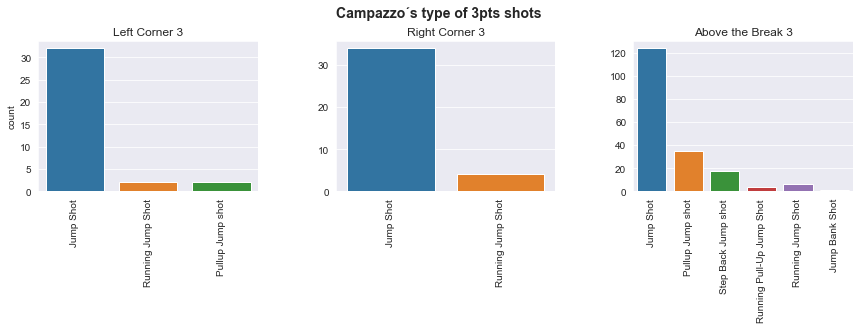 Campazzo´s type of 3pts shots
Left Corner 3
Right Corner 3
Above the Break 3
count
30
25
20
15
10
5
0
Jump Shot
Running Jump Shot
Pullup Jump shot
30
20
10
0
Jump Shot
Running Jump Shot
120
100
80
60
40
20
0
Jump Shot
Pullup Jump shot
Step Back Jump shot
Running Pull-Up Jump Shot
Running Jump Shot
Jump Bank Shot